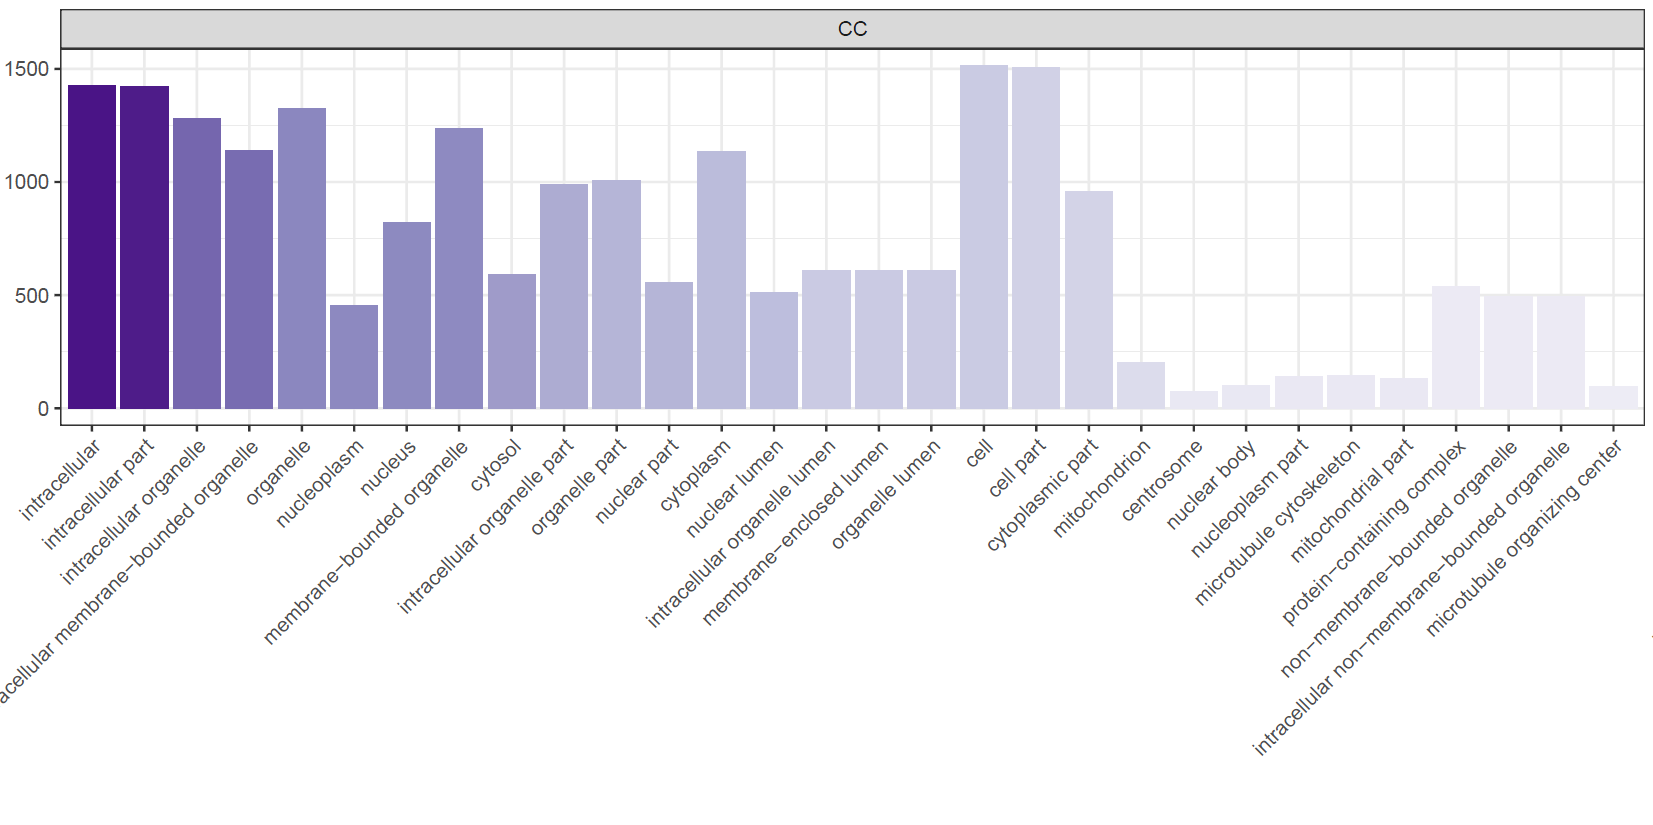 CC
1500
1000
500
0
intracellular
intracellular part
intracellular organelle
acellular membrane−bounded organelle
organelle
nucleoplasm
nucleus
membrane−bounded organelle
cytosol
intracellular organelle part
organelle part
nuclear part
cytoplasm
nuclear lumen
intracellular organelle lumen
membrane−enclosed lumen
organelle lumen
cell
cell part
cytoplasmic part
mitochondrion
centrosome
nuclear body
nucleoplasm part
microtubule cytoskeleton
mitochondrial part
protein−containing complex
non−membrane−bounded organelle
intracellular non−membrane−bounded organelle
microtubule organizing center